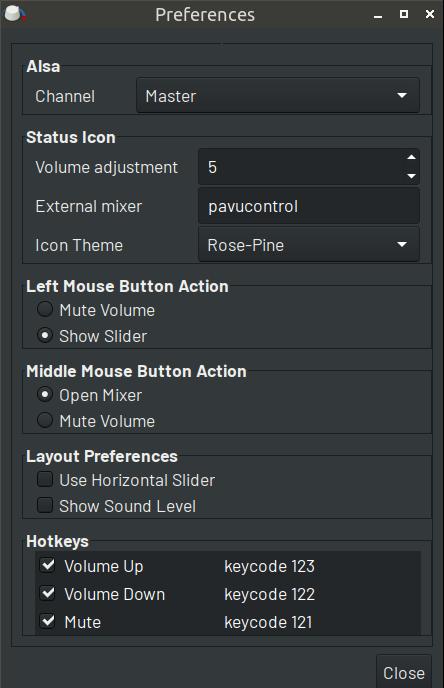 Preferences
Alsa
Channel Master
Status Icon
Volume adjustment 5
External mixer pavucontrol
Icon Theme Rose-Pine
Left Mouse Button Action
Mute Volume
Show Slider
Middle Mouse Button Action
Open Mixer
Mute Volume
Layout Preferences
Use Horizontal Slider
Show Sound Level
Hotkeys
Volume Up keycode 123
Volume Down keycode 122
Mute keycode 121
Close